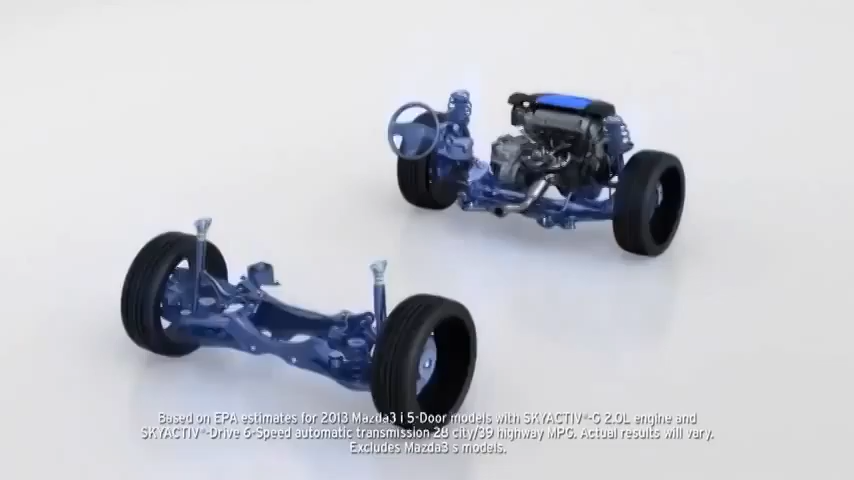 Based on EPA estimates for 2013 Mazda3 i 5-Door models with SKYACTIV®-G 2.0L engine and
SKYACTIV®-Drive 6-Speed automatic transmission 28 city/39 highway MPG. Actual results will vary.
Excludes Mazda3 s models.